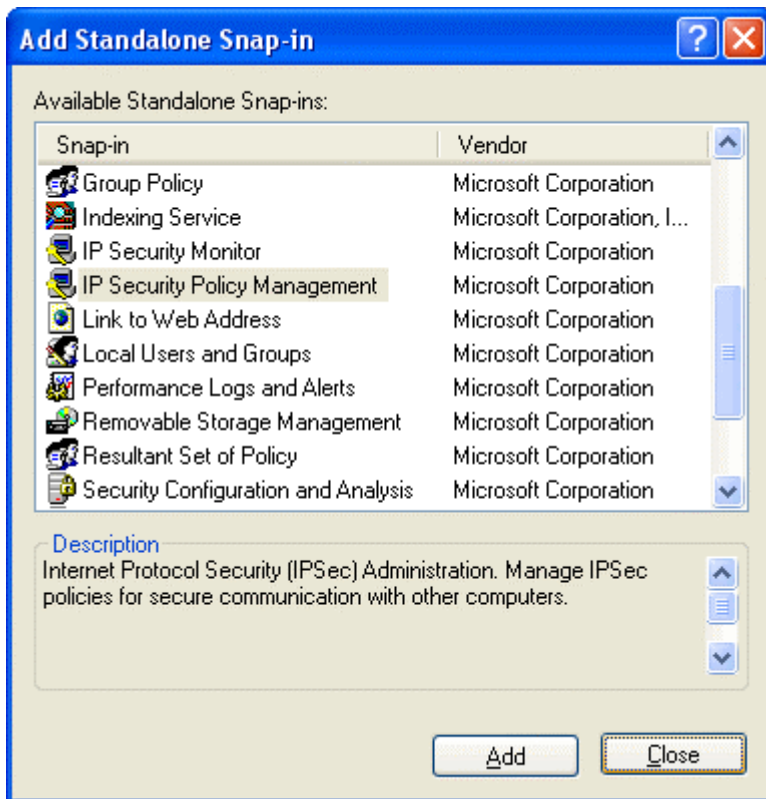 Add Standalone Snap-in
Available Standalone Snap-ins:
Snap-in Vendor
Group Policy Microsoft Corporation
Indexing Service Microsoft Corporation, I...
IP Security Monitor Microsoft Corporation
IP Security Policy Management Microsoft Corporation
Link to Web Address Microsoft Corporation
Local Users and Groups Microsoft Corporation
Performance Logs and Alerts Microsoft Corporation
Removable Storage Management Microsoft Corporation
Resultant Set of Policy Microsoft Corporation
Security Configuration and Analysis Microsoft Corporation
Description
Internet Protocol Security (IPSec) Administration. Manage IPSec
policies for secure communication with other computers.
Add Close